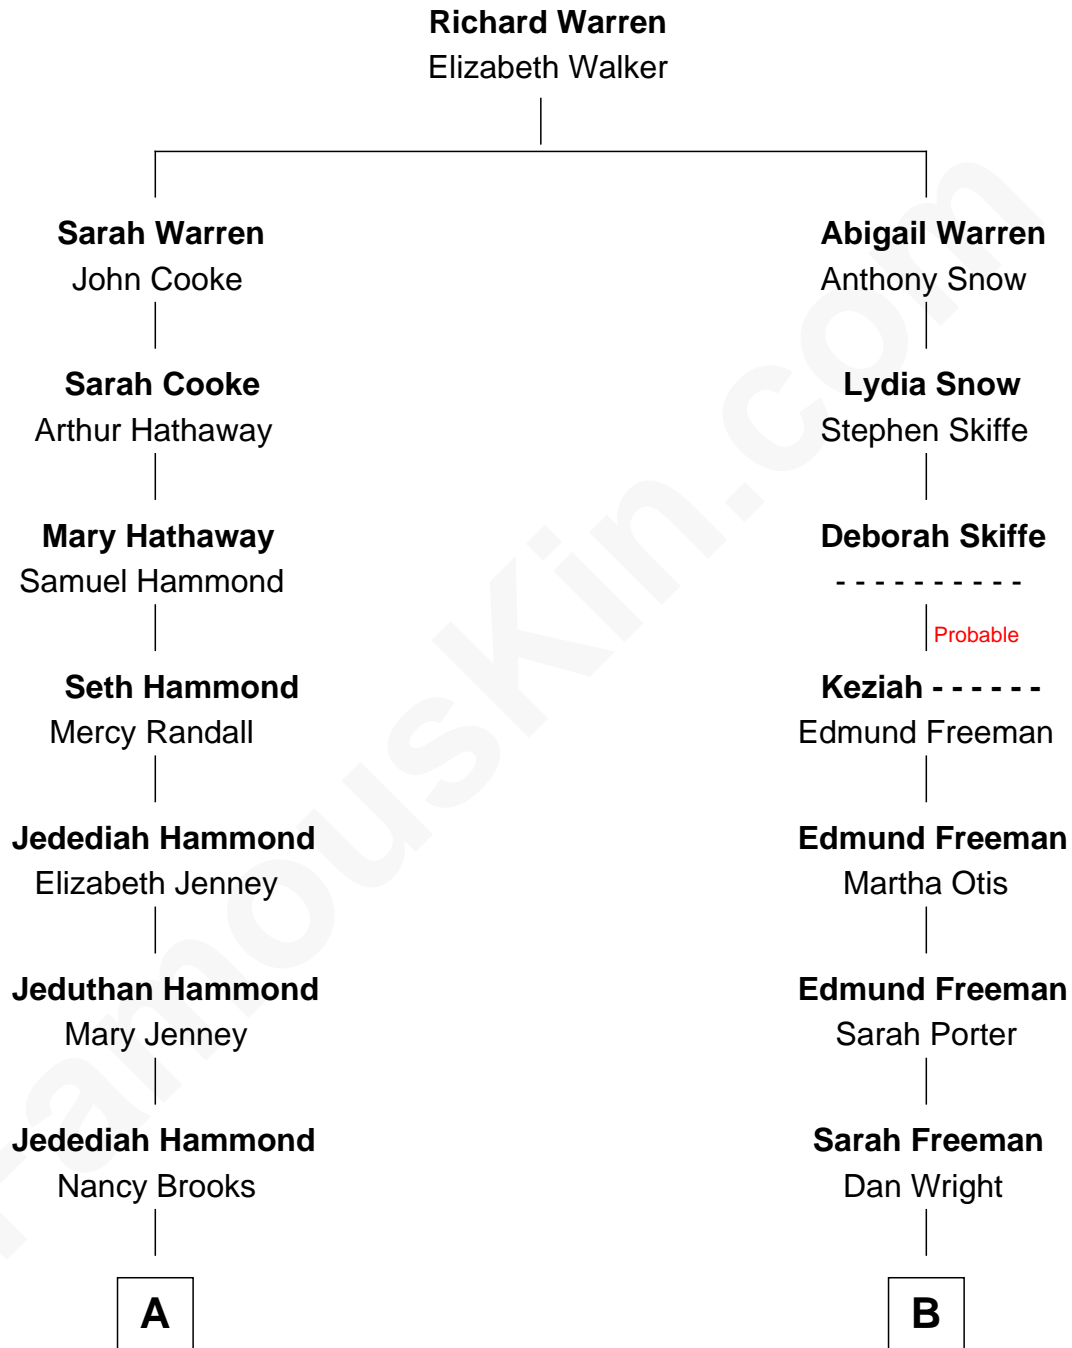 Richard Warren
Elizabeth Walker
Sarah Warren
John Cooke
Abigail Warren
Anthony Snow
Sarah Cooke
Arthur Hathaway
Lydia Snow
Stephen Skiffe
Mary Hathaway
Samuel Hammond
Deborah Skiffe
- - - - - - - - - -
Probable
Seth Hammond
Mercy Randall
Keziah - - - - - -
Edmund Freeman
Jedediah Hammond
Elizabeth Jenney
Edmund Freeman
Martha Otis
Jeduthan Hammond
Mary Jenney
Edmund Freeman
Sarah Porter
Jedediah Hammond
Nancy Brooks
Sarah Freeman
Dan Wright
A
B
FamousKin.com